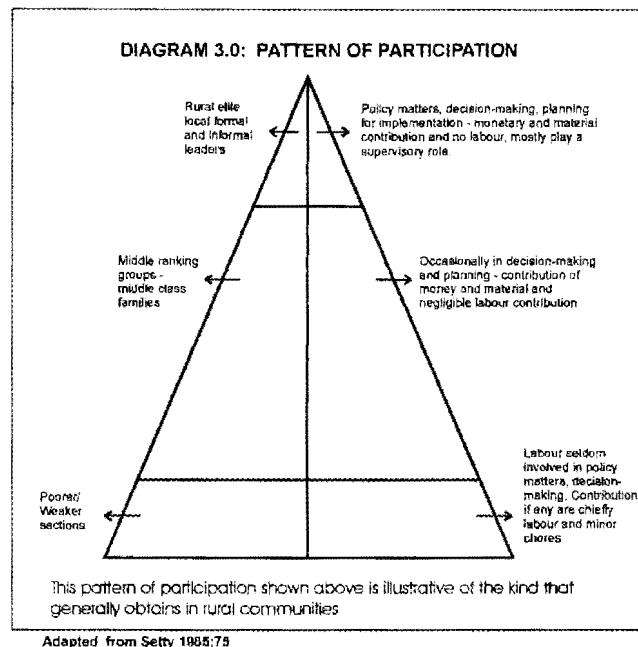 DIAGRAM 3.0: PATTERN OF PARTICIPATION
Rural elite
local formal
and informal
leaders
Policy matters, decision-making, planning
for implementation - monetary and material
contribution and no labour, mostly play a
supervisory role.
Middle ranking
groups -
middle class
families
Occasionally in decision-making
and planning - contribution of
money and material and
negligible labour contribution
Poorer/
Weaker
sections
Labour seldom
involved in policy
matters, decision-
making. Contribution
if any are chiefly
labour and minor
chores
This pattern of participation shown above is illustrative of the kind that
generally obtains in rural communities
Adapted from Setty 1985:75